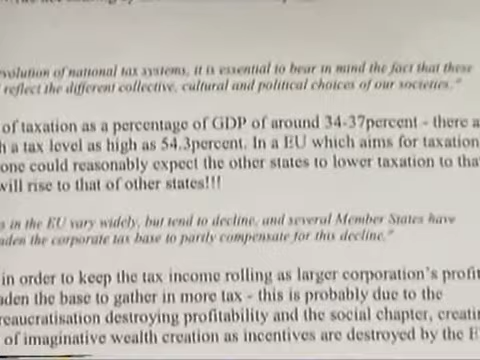 evolution of national tax systems, it is essential to bear in mind the fact that these
reflect the different collective, cultural and political choices of our societies."
of taxation as a percentage of GDP of around 34-37percent - there a
h a tax level as high as 54.3percent. In a EU which aims for taxation
one could reasonably expect the other states to lower taxation to tha
will rise to that of other states!!!
s in the EU vary widely, but tend to decline, and several Member States have
aden the corporate tax base to partly compensate for this decline."
in order to keep the tax income rolling as larger corporation's profit
aden the base to gather in more tax - this is probably due to the
reaucratisation destroying profitability and the social chapter, creatin
of imaginative wealth creation as incentives are destroyed by the E